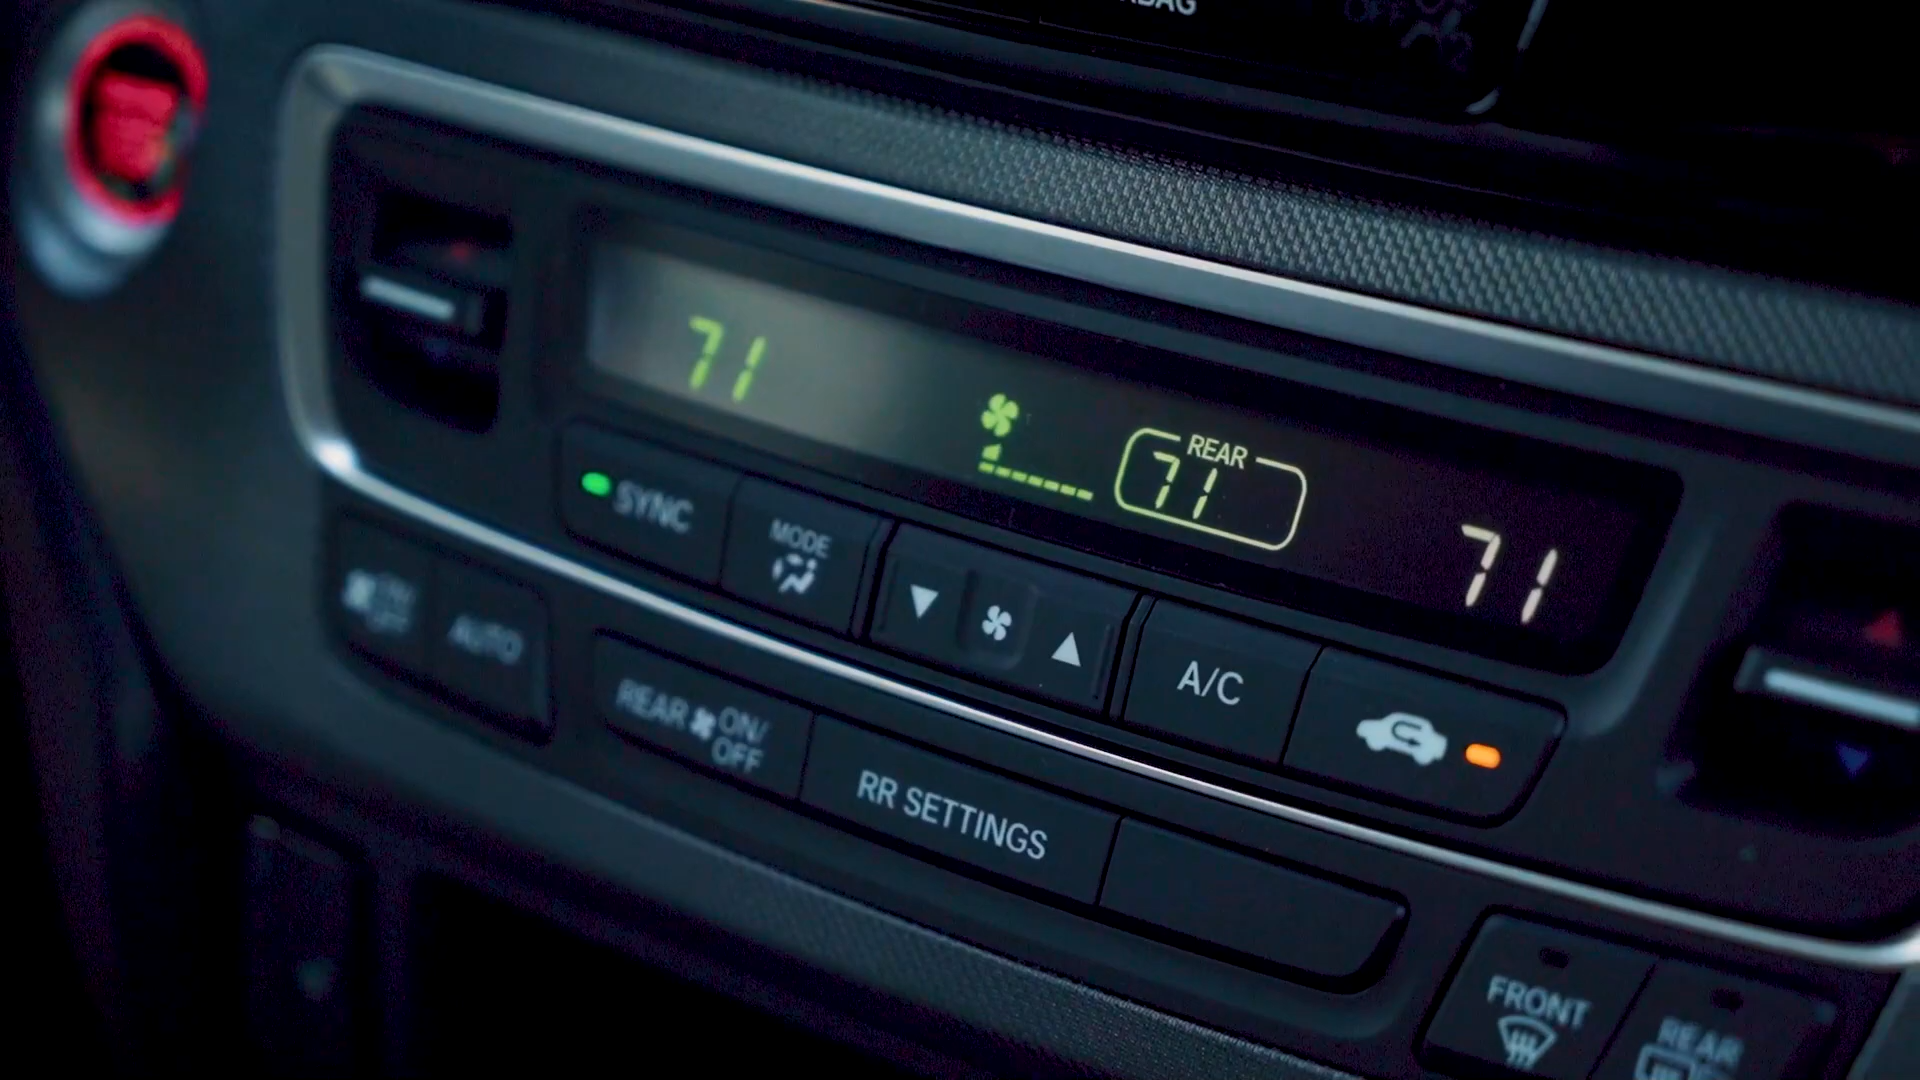 71
REAR
71
71
SYNC
MODE
AUTO
A/C
REAR ON/
OFF
RR SETTINGS
FRONT
REAR